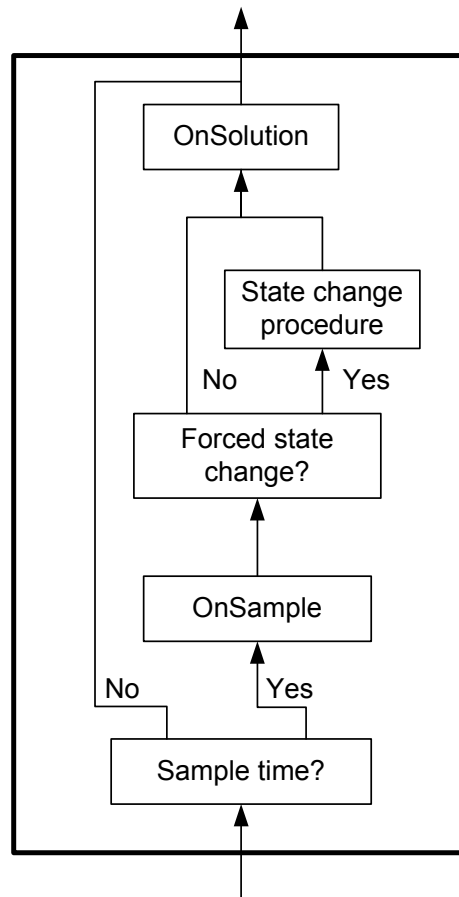 OnSolution
State change
procedure
No
Yes
Forced state
change?
OnSample
No
Yes
Sample time?